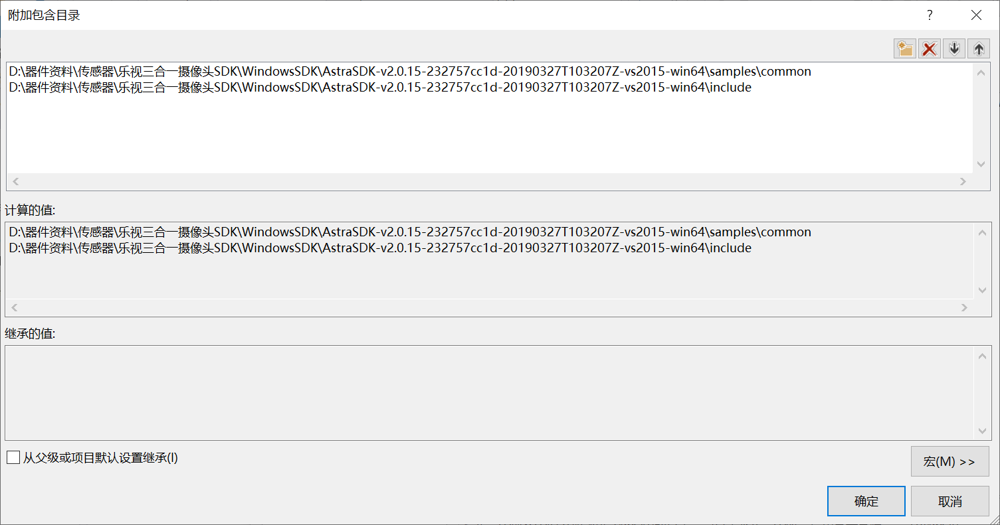 附加包含目录
?
D:\器件资料\传感器\乐视三合一摄像头SDK\WindowsSDK\AstraSDK-v2.0.15-232757cc1d-20190327T103207Z-vs2015-win64\samples\common
D:\器件资料\传感器\乐视三合一摄像头SDK\WindowsSDK\AstraSDK-v2.0.15-232757cc1d-20190327T103207Z-vs2015-win64\include
计算的值:
D:\器件资料\传感器\乐视三合一摄像头SDK\WindowsSDK\AstraSDK-v2.0.15-232757cc1d-20190327T103207Z-vs2015-win64\samples\common
D:\器件资料\传感器\乐视三合一摄像头SDK\WindowsSDK\AstraSDK-v2.0.15-232757cc1d-20190327T103207Z-vs2015-win64\include
继承的值:
从父级或项目默认设置继承(I)
宏(M) >>
确定
取消